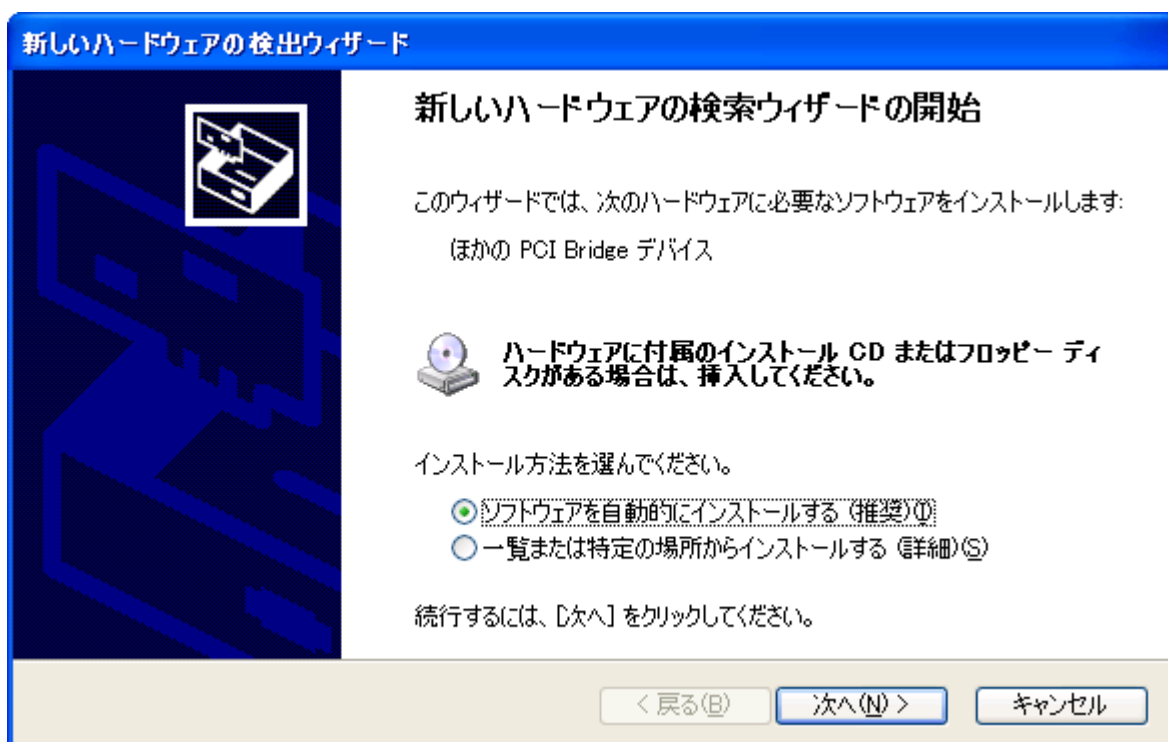 新しいハードウェアの検出ウィザード
新しいハードウェアの検索ウィザードの開始
このウィザードでは、次のハードウェアに必要なソフトウェアをインストールします:
ほかの PCI Bridge デバイス
ハードウェアに付属のインストール CD またはフロッピー ディ
スクがある場合は、挿入してください。
インストール方法を選んでください。
ソフトウェアを自動的にインストールする (推奨)(I)
一覧または特定の場所からインストールする (詳細)(S)
続行するには、[次へ] をクリックしてください。
< 戻る(B) 次へ(N) > キャンセル